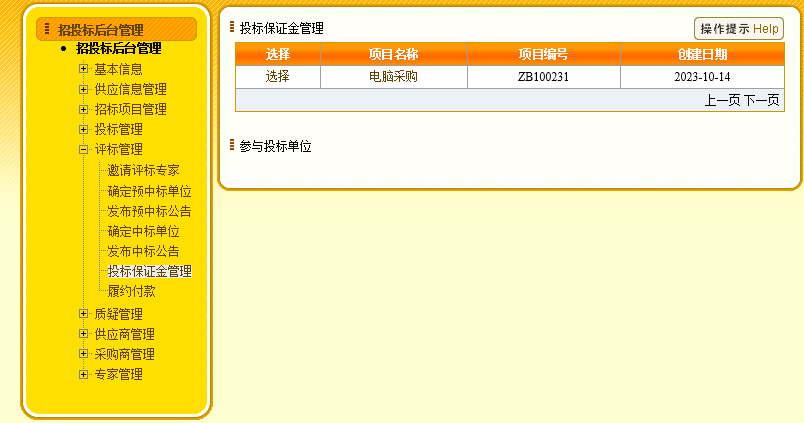 招投标后台管理
招投标后台管理
基本信息
供应信息管理
招标项目管理
投标管理
评标管理
邀请评标专家
确定预中标单位
发布预中标公告
确定中标单位
发布中标公告
投标保证金管理
履约付款
质疑管理
供应商管理
采购商管理
专家管理
投标保证金管理
操作提示 Help
选择 项目名称 项目编号 创建日期
选择 电脑采购 ZB100231 2023-10-14
上一页 下一页
参与投标单位